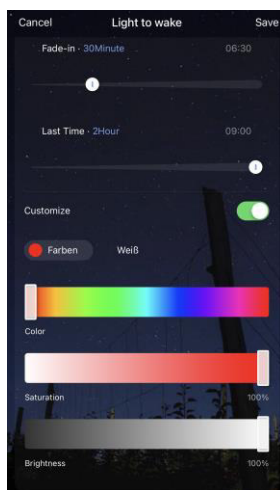 Cancel Light to wake Save
Fade-in · 30Minute 06:30
Last Time · 2Hour 09:00
Customize
Farben Weiß
Color
Saturation 100%
Brightness 100%